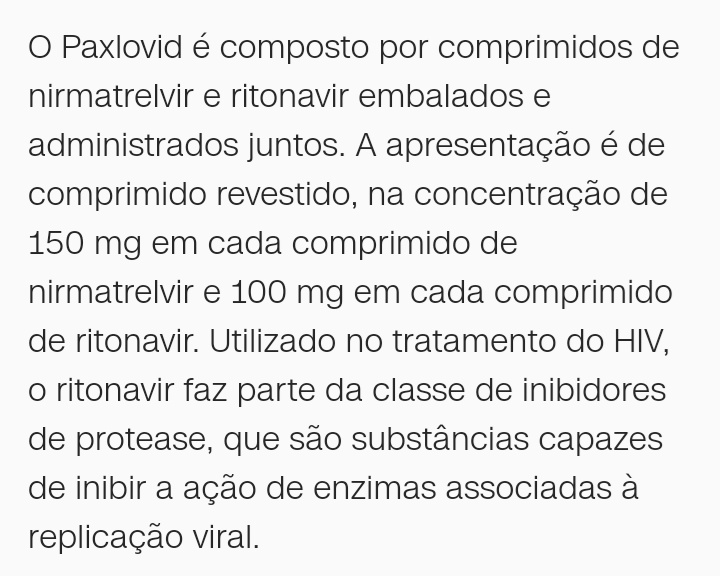 O Paxlovid é composto por comprimidos de
nirmatrelvir e ritonavir embalados e
administrados juntos. A apresentação é de
comprimido revestido, na concentração de
150 mg em cada comprimido de
nirmatrelvir e 100 mg em cada comprimido
de ritonavir. Utilizado no tratamento do HIV,
o ritonavir faz parte da classe de inibidores
de protease, que são substâncias capazes
de inibir a ação de enzimas associadas à
replicação viral.